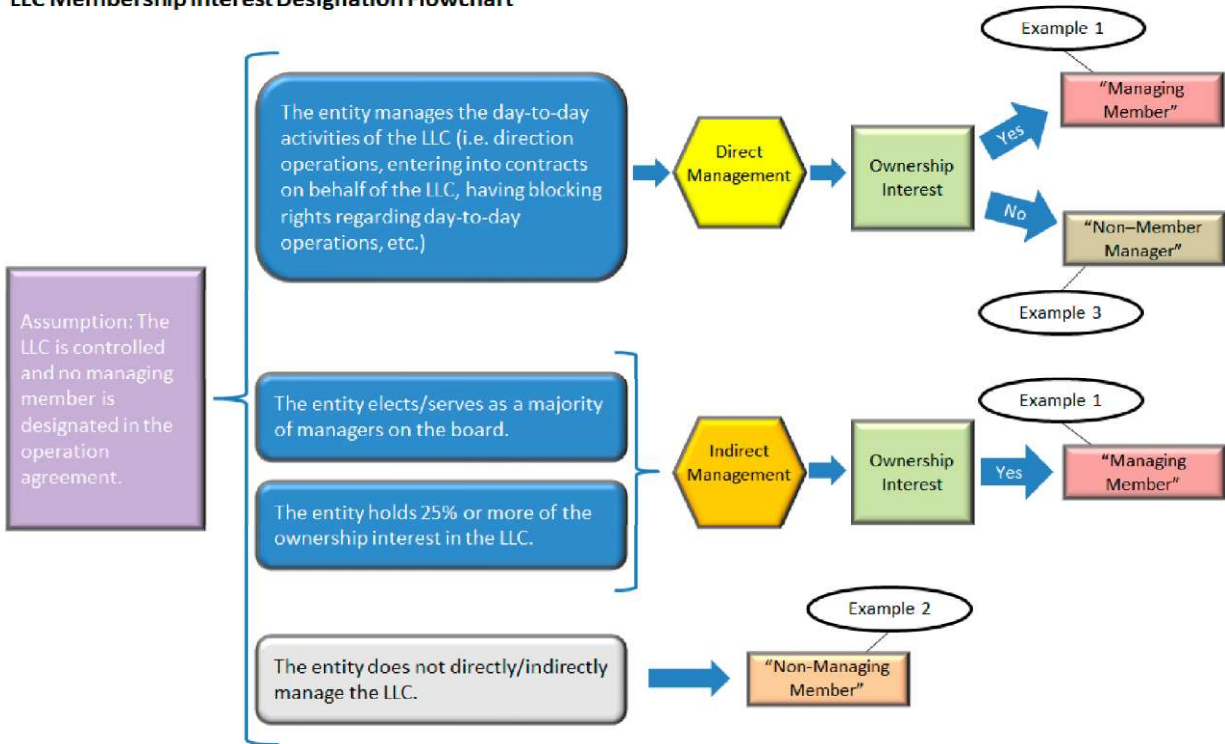 LLC Membership Interest Designation Flowchart
Example 1
"Managing
Member"
The entity manages the day-to-day
activities of the LLC (i.e. direction
operations, entering into contracts
on behalf of the LLC, having blocking
rights regarding day-to-day
operations, etc.)
Direct
Management
Ownership
Interest
Yes
No
"Non–Member
Manager"
Example 3
Assumption: The
LLC is controlled
and no managing
member is
designated in the
operation
agreement.
The entity elects/serves as a majority
of managers on the board.
The entity holds 25% or more of the
ownership interest in the LLC.
Indirect
Management
Ownership
Interest
Yes
Example 1
"Managing
Member"
Example 2
The entity does not directly/indirectly
manage the LLC.
"Non-Managing
Member"